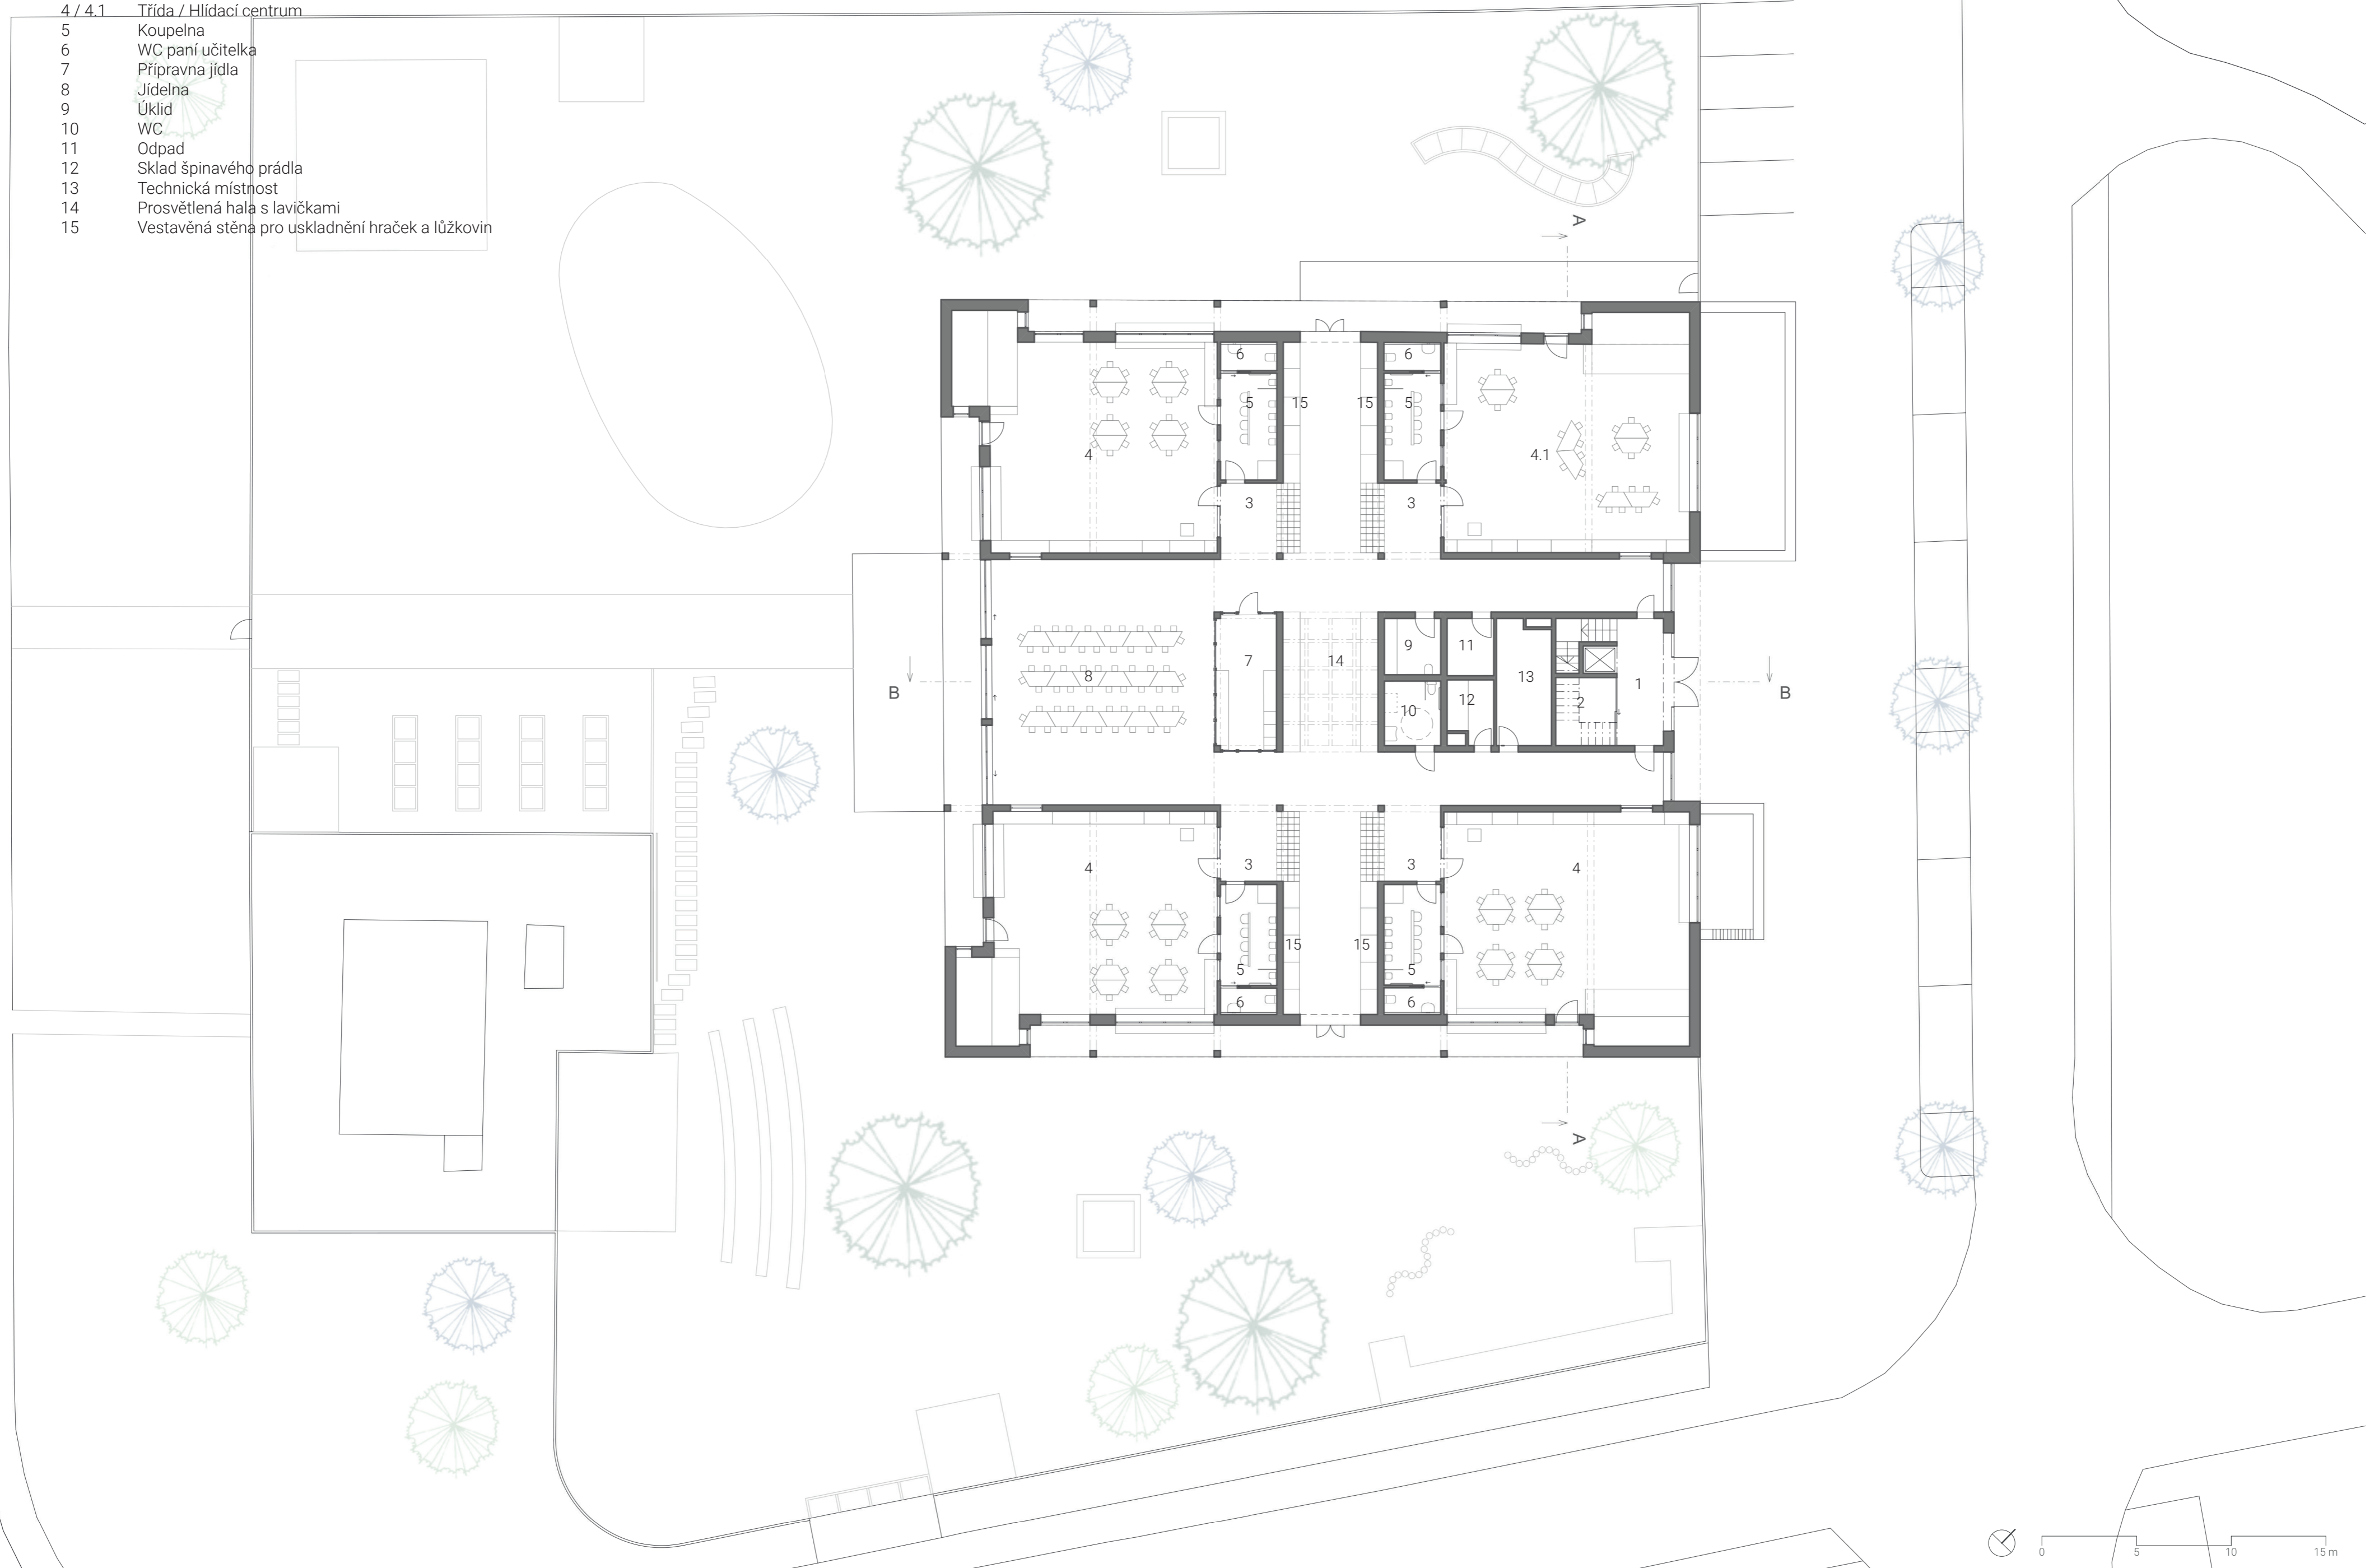 4 / 4.1 Třída / Hlídací centrum
5 Koupelna
6 WC paní učitelka
7 Přípravna jídla
8 Jídelna
9 Úklid
10 WC
11 Odpad
12 Sklad špinavého prádla
13 Technická místnost
14 Prosvětlená hala s lavičkami
15 Vestavěná stěna pro uskladnění hraček a lůžkovin
A
6 6
5 15 15 5
4 4.1
3 3
9 11
7 14 13
8 12 2 1
10
B B
4 3 3 4
15 15
5 5
6 6
A
0 5 10 15 m